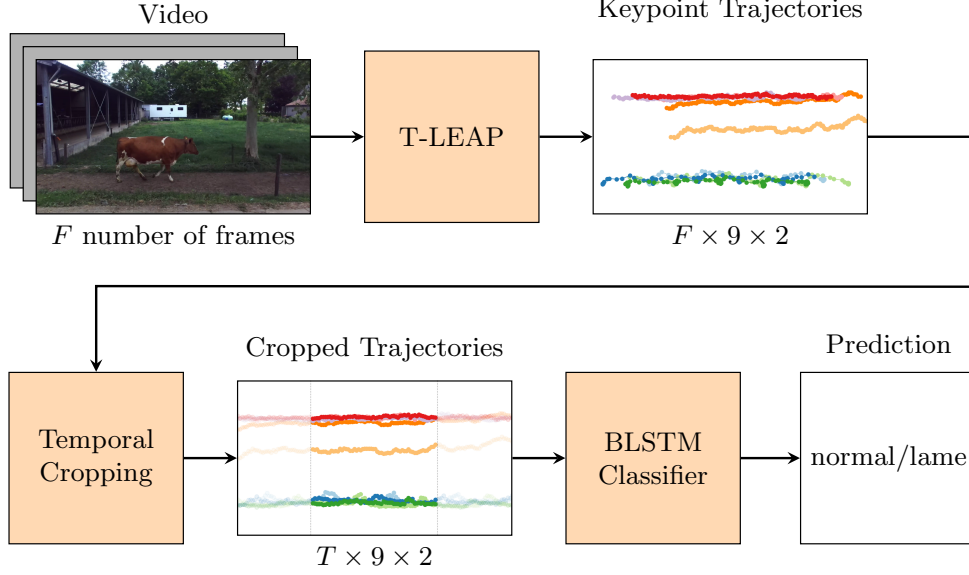 Video
Keypoint Trajectories
T-LEAP
F number of frames
F × 9 × 2
Cropped Trajectories
Prediction
Temporal
Cropping
BLSTM
Classifier
normal/lame
T × 9 × 2